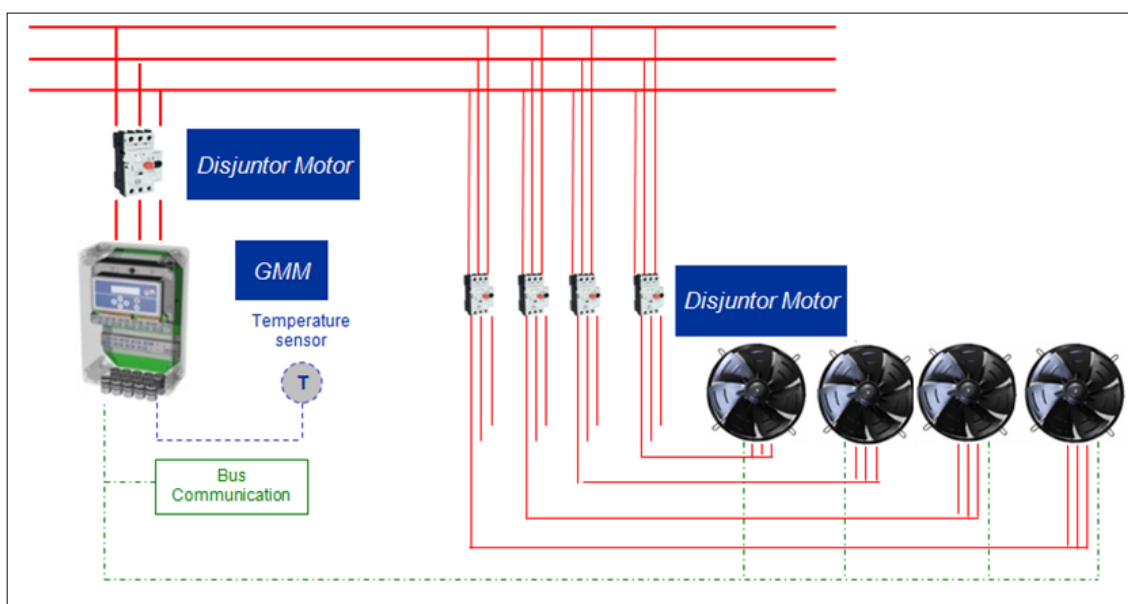 Disjuntor Motor
GMM
Temperature
sensor
T
Disjuntor Motor
Bus
Communication